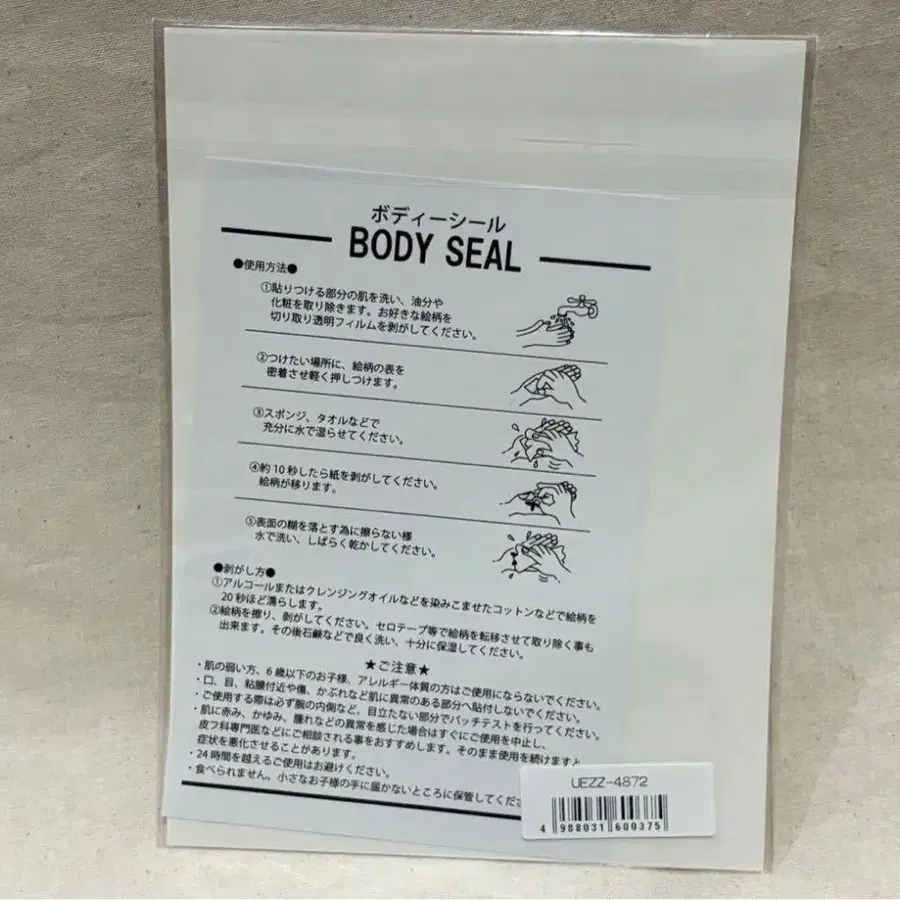 ボディーシール
BODY SEAL
●使用方法●
①貼りつける部分の肌を洗い、油分や
化粧を取り除きます。お好きな絵柄を
切り取り透明フィルムを剥がしてください。
②つけたい場所に、絵柄の表を
密着させ軽く押しつけます。
③スポンジ、タオルなどで
充分に水で湿らせてください。
④約10秒したら紙を剥がしてください。
絵柄が移ります。
⑤表面の糊を落とす為に擦らない様
水で洗い、しばらく乾かしてください。
●剥がし方●
①アルコールまたはクレンジングオイルなどを染みこませたコットンなどで絵柄を
20秒ほど濡らします。
②絵柄を擦り、剥がしてください。セロテープ等で絵柄を転移させて取り除く事も
出来ます。その後石鹸などで良く洗い、十分に保湿してください。
★ご注意★
・肌の弱い方、6歳以下のお子様、アレルギー体質の方はご使用にならないでください。
・口、目、粘膜付近や傷、かぶれなど肌に異常のある部分へ貼付しないでください。
・ご使用する際は必ず腕の内側など、目立たない部分でパッチテストを行ってください。
・肌に赤み、かゆみ、腫れなどの異常を感じた場合はすぐにご使用を中止し、
皮フ科専門医などにご相談される事をおすすめします。そのまま使用を続けますと
症状を悪化させることがあります。
・24時間を越えるご使用はお避けください。
・食べられません、小さなお子様の手に届かないところに保管してくださ
UEZZ-4872
4 988031 600375